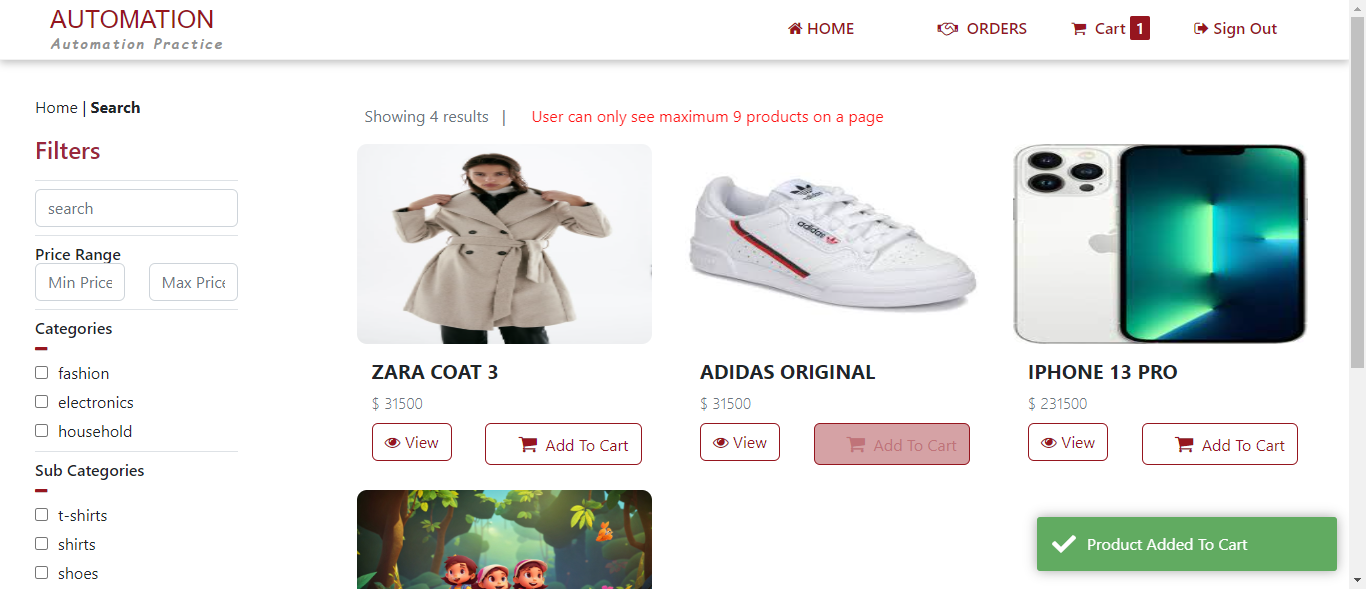 AUTOMATION
Automation Practice
HOME
ORDERS
Cart 1
Sign Out
Home | Search
Filters
search
Price Range
Min Price
Max Price
Categories
fashion
electronics
household
Sub Categories
t-shirts
shirts
shoes
Showing 4 results |
User can only see maximum 9 products on a page
ZARA COAT 3
$ 31500
View
Add To Cart
adidas
adidas
ADIDAS ORIGINAL
$ 31500
View
Add To Cart
IPHONE 13 PRO
$ 231500
View
Add To Cart
Product Added To Cart